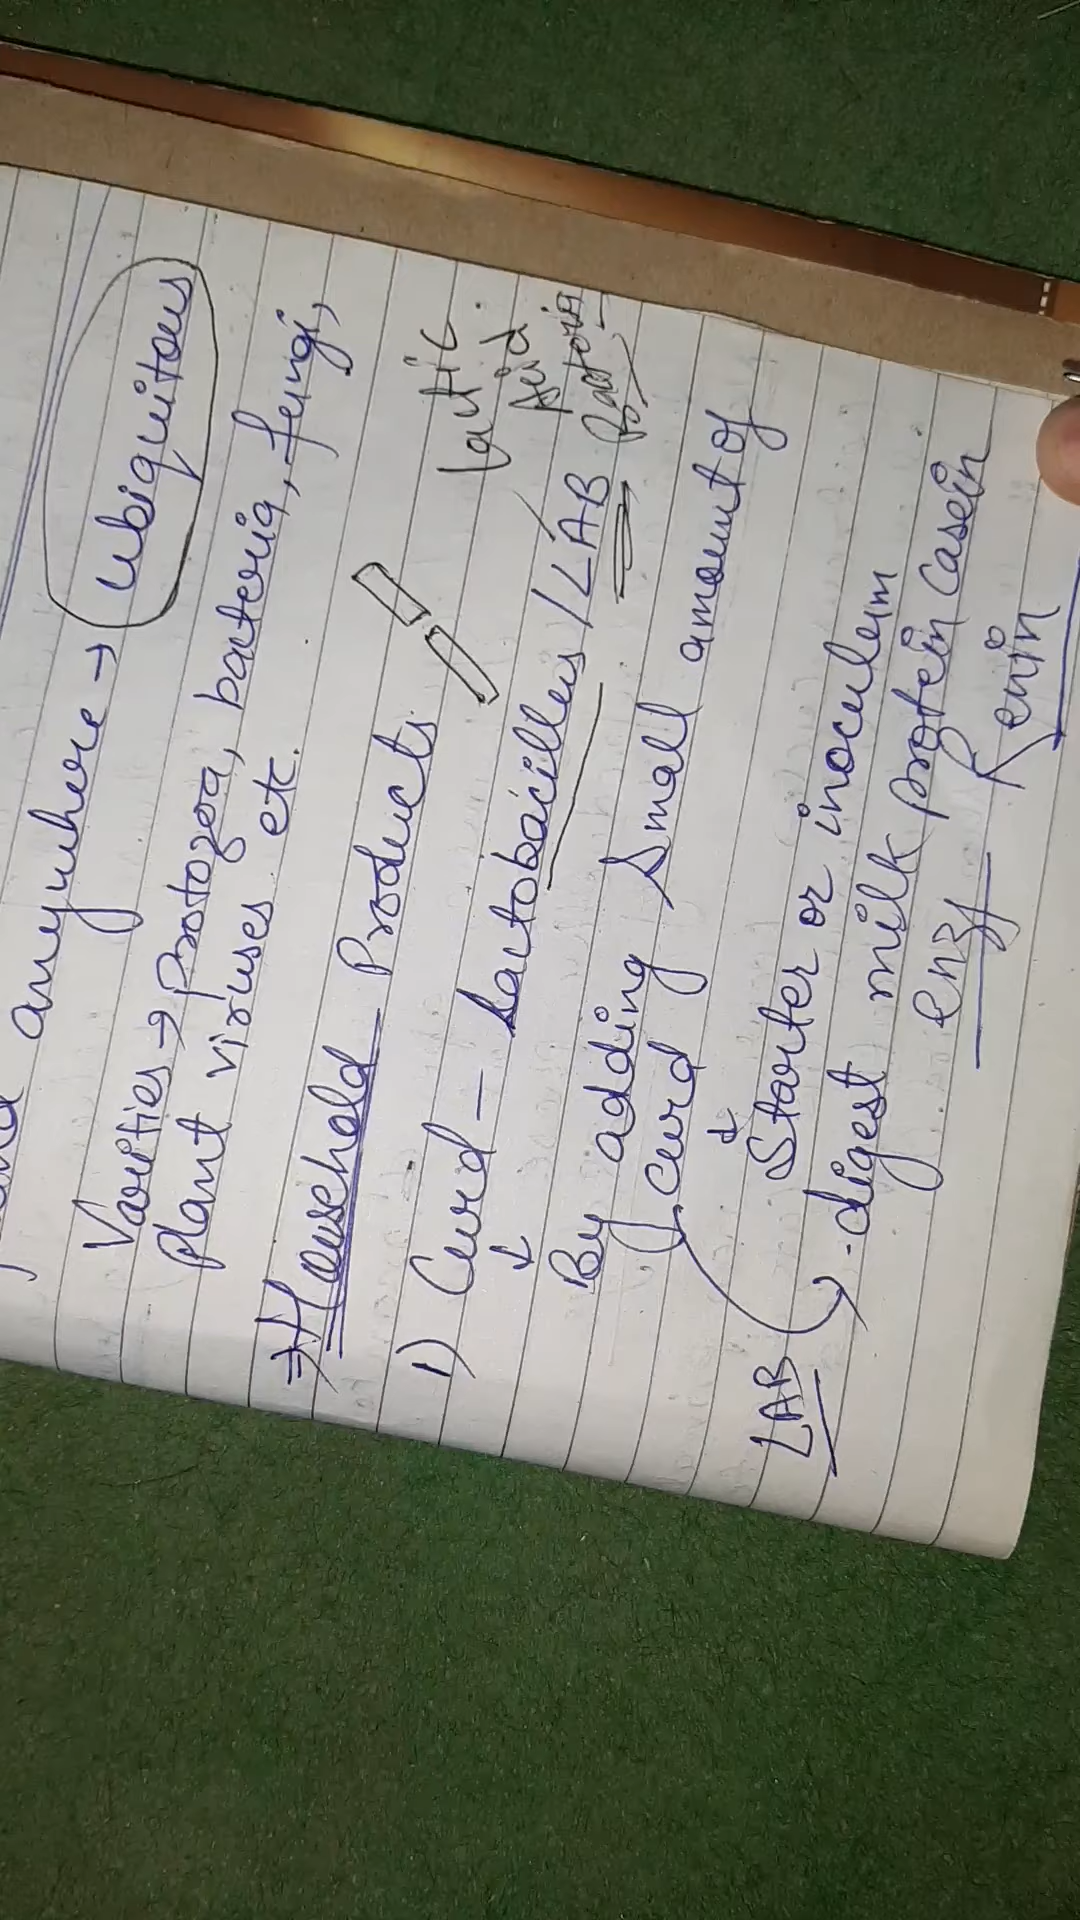 anywhere → ubiquitous
Varities → Protozoa, bacteria, fungi,
plant viruses etc.
⇒ Household Products
Lactic
Acid
Bacteria
1) Curd – Lactobacillus / LAB
↓
By adding small amount of
curd
↓
Starter or inoculum
LAB → digest milk protein casein
enzy Renin